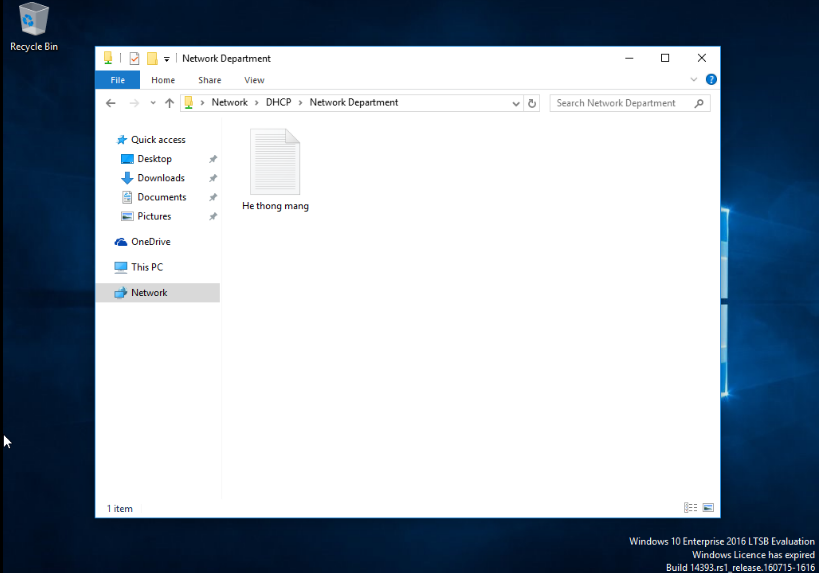 Recycle Bin
Network Department
File Home Share View
Network > DHCP > Network Department
Search Network Department
Quick access
Desktop
Downloads
Documents
Pictures
OneDrive
This PC
Network
He thong mang
1 item
Windows 10 Enterprise 2016 LTSB Evaluation
Windows Licence has expired
Build 14393.rs1_release.160715-1616